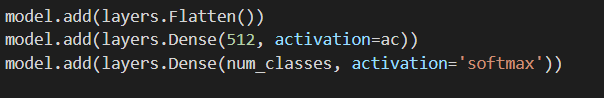 model.add(layers.Flatten())
model.add(layers.Dense(512, activation=ac))
model.add(layers.Dense(num_classes, activation='softmax'))